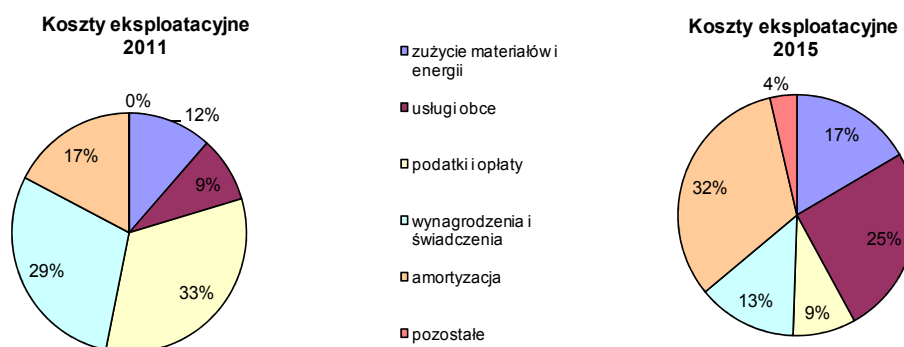 Koszty eksploatacyjne
2011
0%
12%
9%
33%
29%
17%
zużycie materiałów i
energii
usługi obce
podatki i opłaty
wynagrodzenia i
świadczenia
amortyzacja
pozostałe
Koszty eksploatacyjne
2015
4%
17%
25%
9%
13%
32%